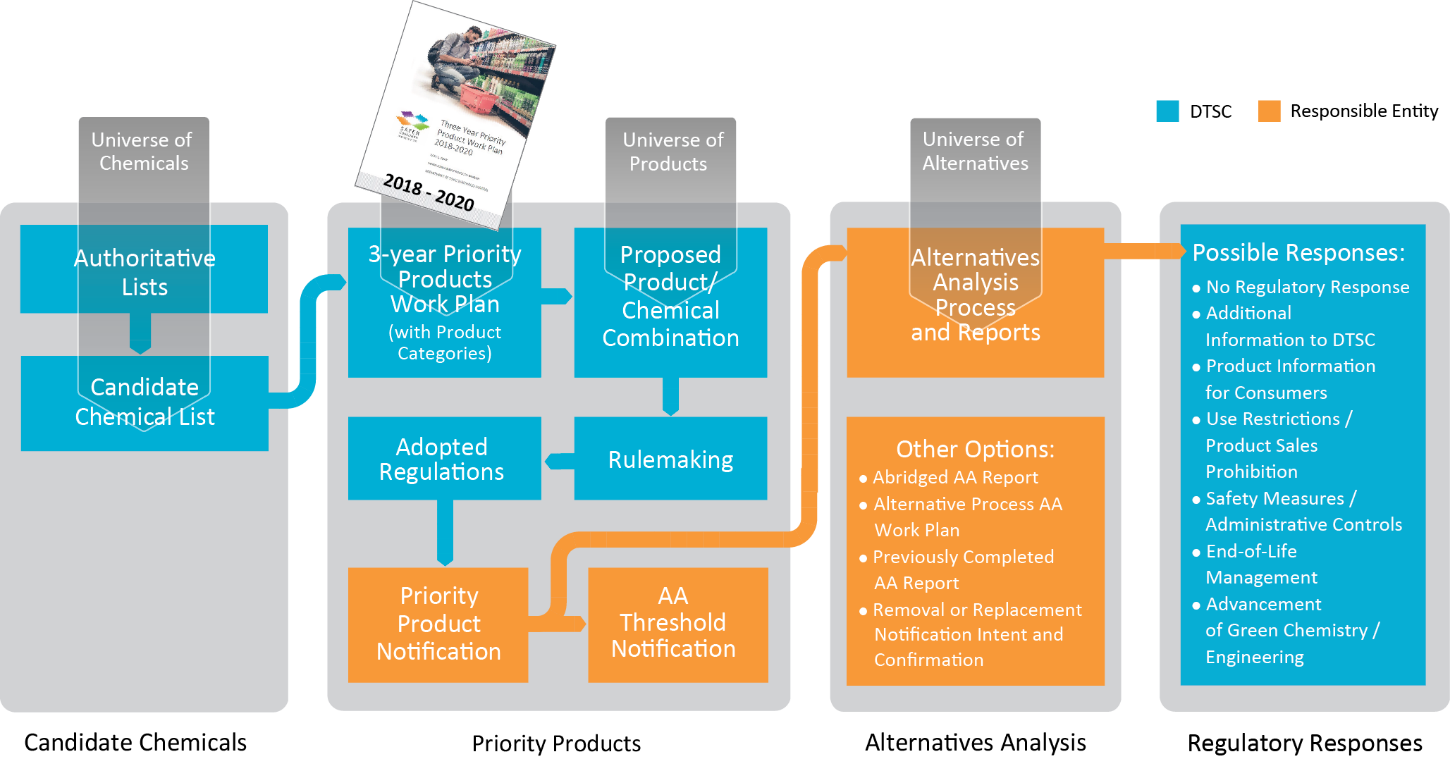 DTSC
Responsible Entity
Universe of
Chemicals
Authoritative
Lists
Candidate
Chemical List
Candidate Chemicals
Three Year Priority
Product Work Plan
2018-2020
2018 - 2020
3-year Priority
Products
Work Plan
(with Product
Categories)
Universe of
Products
Proposed
Product/
Chemical
Combination
Rulemaking
Adopted
Regulations
Priority
Product
Notification
AA
Threshold
Notification
Priority Products
Universe of
Alternatives
Alternatives
Analysis
Process
and Reports
Other Options:
• Abridged AA Report
• Alternative Process AA
Work Plan
• Previously Completed
AA Report
• Removal or Replacement
Notification Intent and
Confirmation
Alternatives Analysis
Possible Responses:
• No Regulatory Response
• Additional
Information to DTSC
• Product Information
for Consumers
• Use Restrictions /
Product Sales
Prohibition
• Safety Measures /
Administrative Controls
• End-of-Life
Management
• Advancement
of Green Chemistry /
Engineering
Regulatory Responses